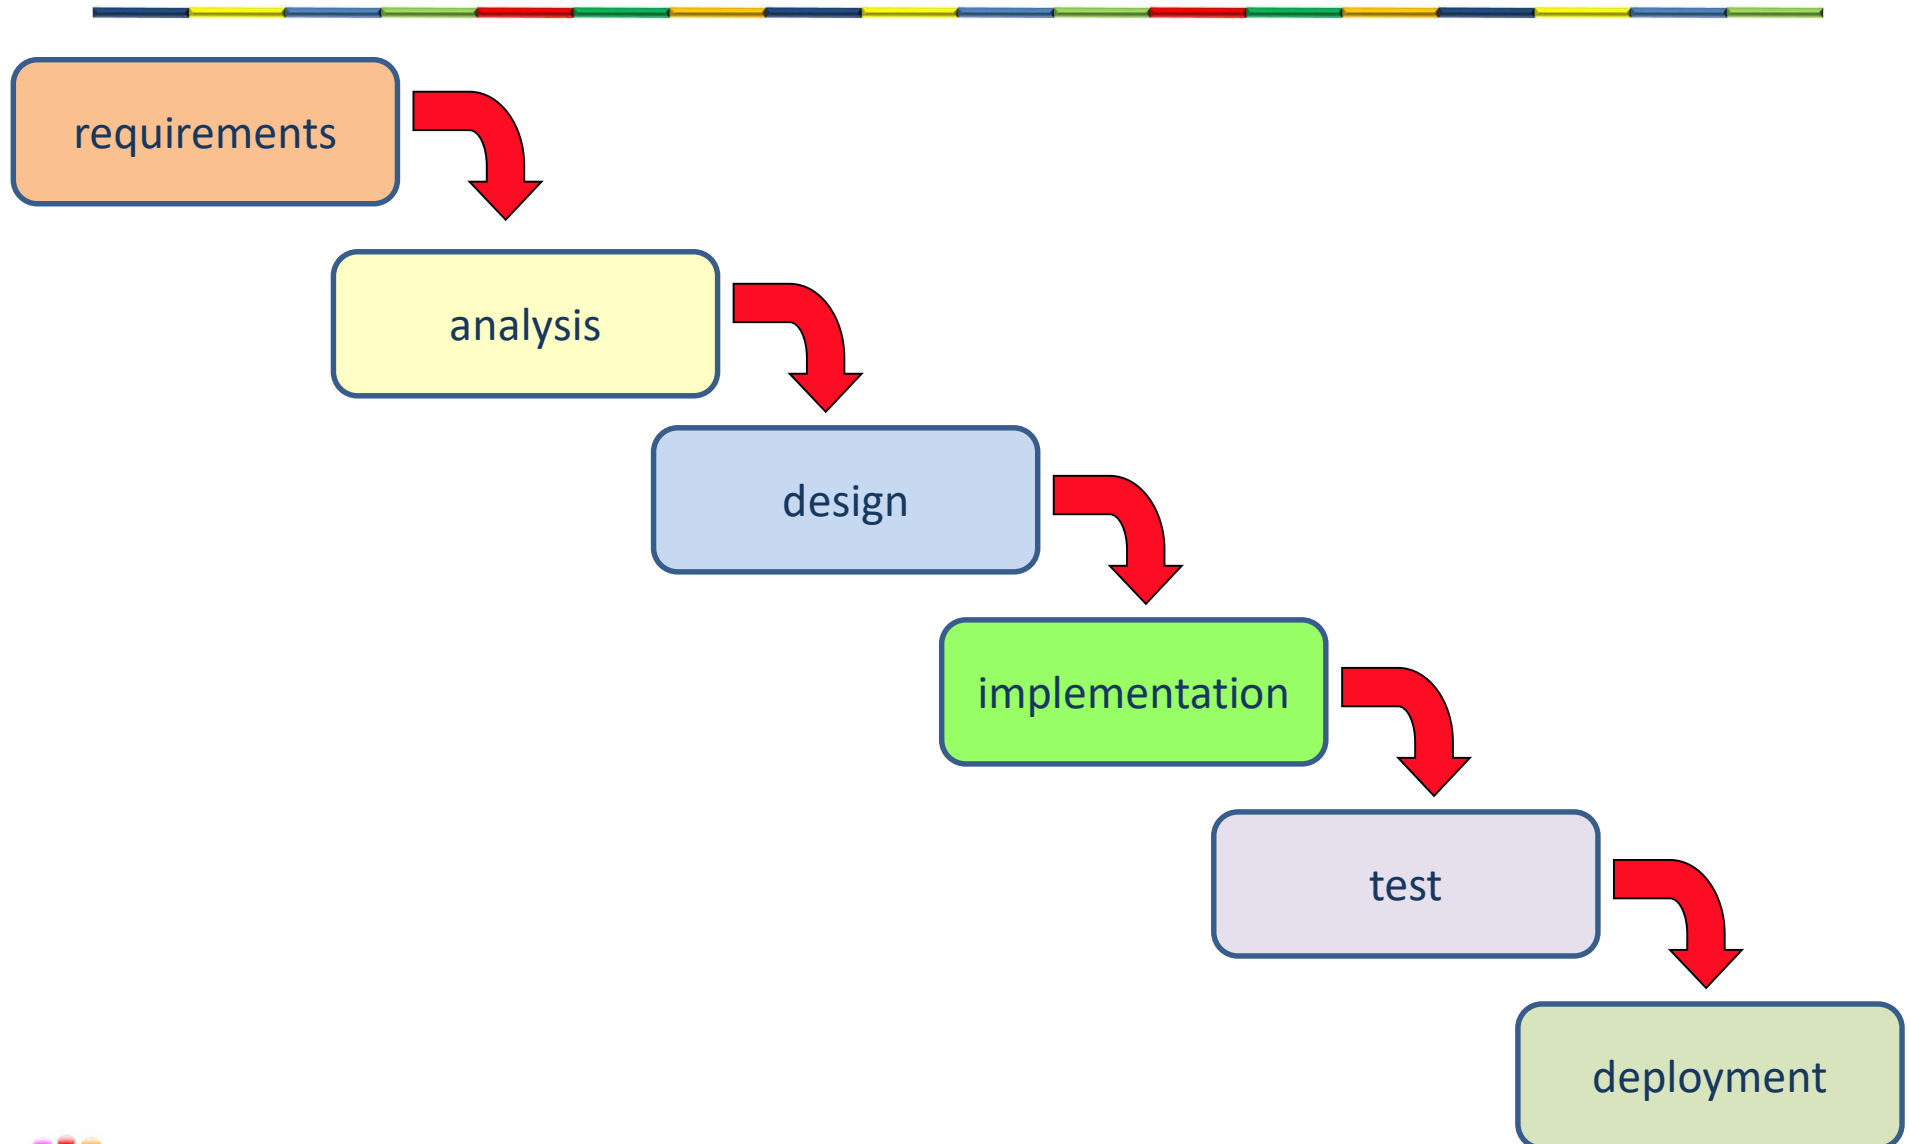 requirements
analysis
design
implementation
test
deployment